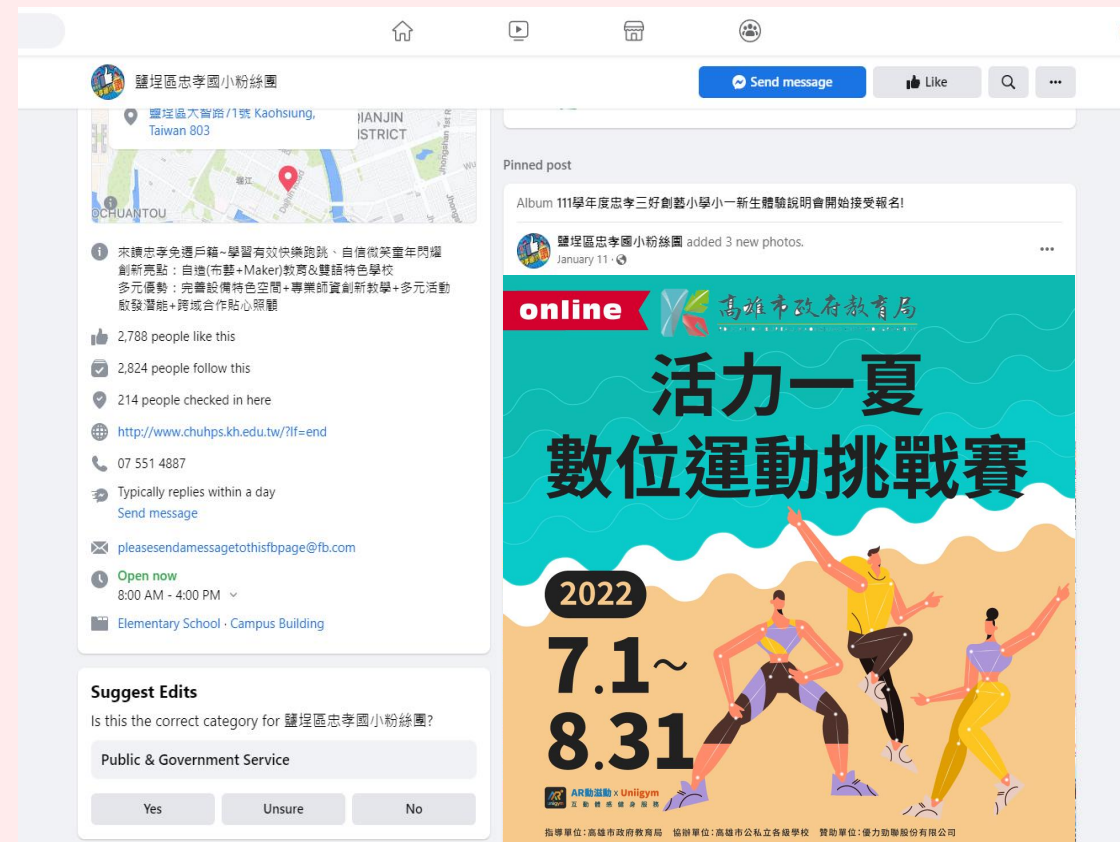 鹽埕區忠孝國小粉絲團
Send message
Like
鹽埕區大智路71號 Kaohsiung,
Taiwan 803
IANJIN
ISTRICT
Wu
鹽江
OCHUANTOU
來讀忠孝免遷戶籍~學習有效快樂跑跳、自信微笑童年閃耀
創新亮點：自造(布藝+Maker)教育&雙語特色學校
多元優勢：完善設備特色空間+專業師資創新教學+多元活動
啟發潛能+跨域合作貼心照顧
2,788 people like this
2,824 people follow this
214 people checked in here
http://www.chuhps.kh.edu.tw/?lf=end
07 551 4887
Typically replies within a day
Send message
pleasesendamessagetothisfbpage@fb.com
Open now
8:00 AM - 4:00 PM
Elementary School · Campus Building
Suggest Edits
Is this the correct category for 鹽埕區忠孝國小粉絲團?
Public & Government Service
Yes
Unsure
No
Pinned post
Album 111學年度忠孝三好創藝小學小一新生體驗說明會開始接受報名!
鹽埕區忠孝國小粉絲團 added 3 new photos.
January 11 ·
online
高雄市政府教育局
活力一夏
數位運動挑戰賽
2022
7.1~
8.31
AR動滋動 x Uniigym
互動體感健身服務
指導單位:高雄市政府教育局 協辦單位:高雄市公私立各級學校 贊助單位:優力勁聯股份有限公司